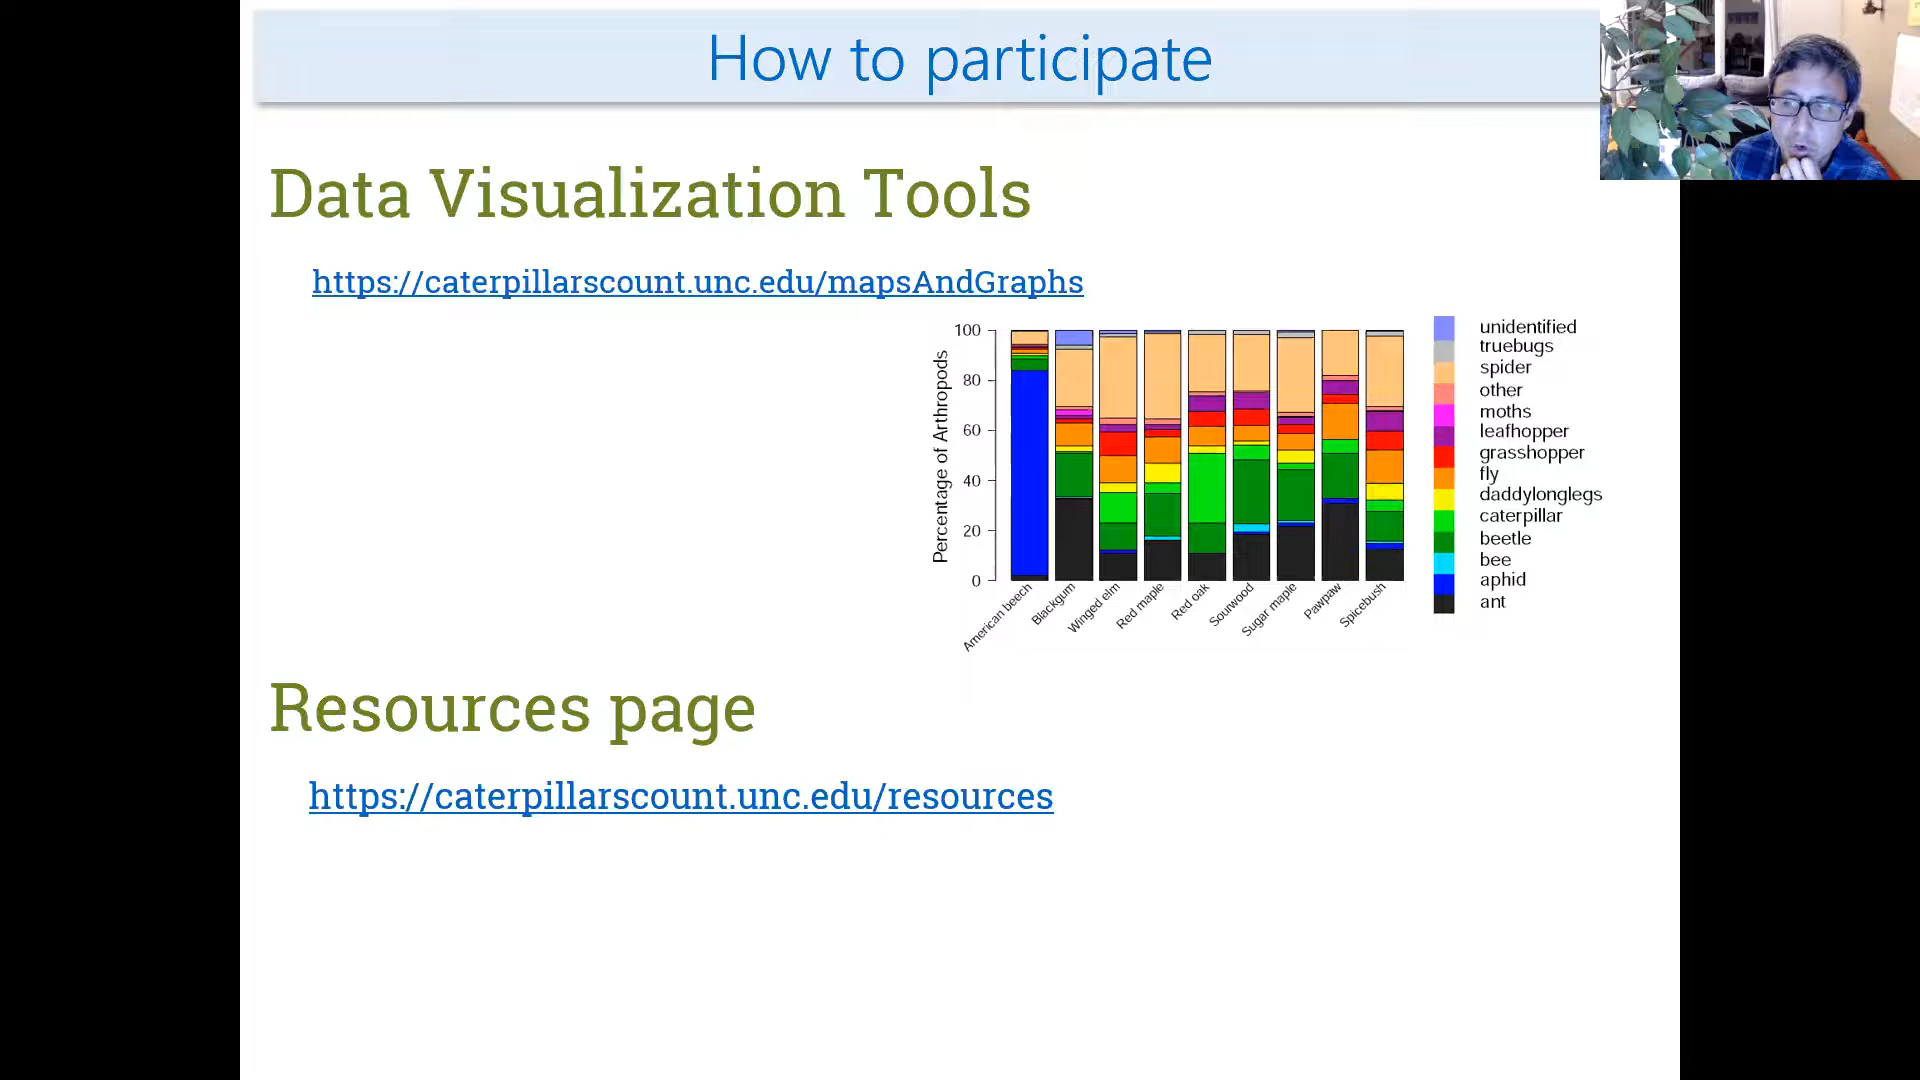 How to participate
Data Visualization Tools
https://caterpillarscount.unc.edu/mapsAndGraphs
Percentage of Arthropods
100
80
60
40
20
0
American beech
Blackgum
Winged elm
Red maple
Red oak
Sourwood
Sugar maple
Pawpaw
Spicebush
unidentified
truebugs
spider
other
moths
leafhopper
grasshopper
fly
daddylonglegs
caterpillar
beetle
bee
aphid
ant
Resources page
https://caterpillarscount.unc.edu/resources